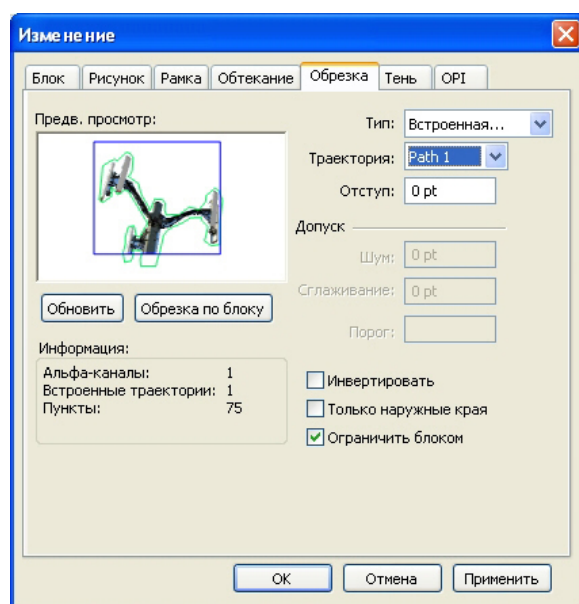 Изменение
Блок Рисунок Рамка Обтекание Обрезка Тень OPI
Предв. просмотр:
Тип: Встроенная...
Траектория: Path 1
Отступ: 0 pt
Допуск
Шум: 0 pt
Сглаживание: 0 pt
Порог:
Обновить Обрезка по блоку
Информация:
Альфа-каналы: 1
Встроенные траектории: 1
Пункты: 75
Инвертировать
Только наружные края
Ограничить блоком
OK Отмена Применить